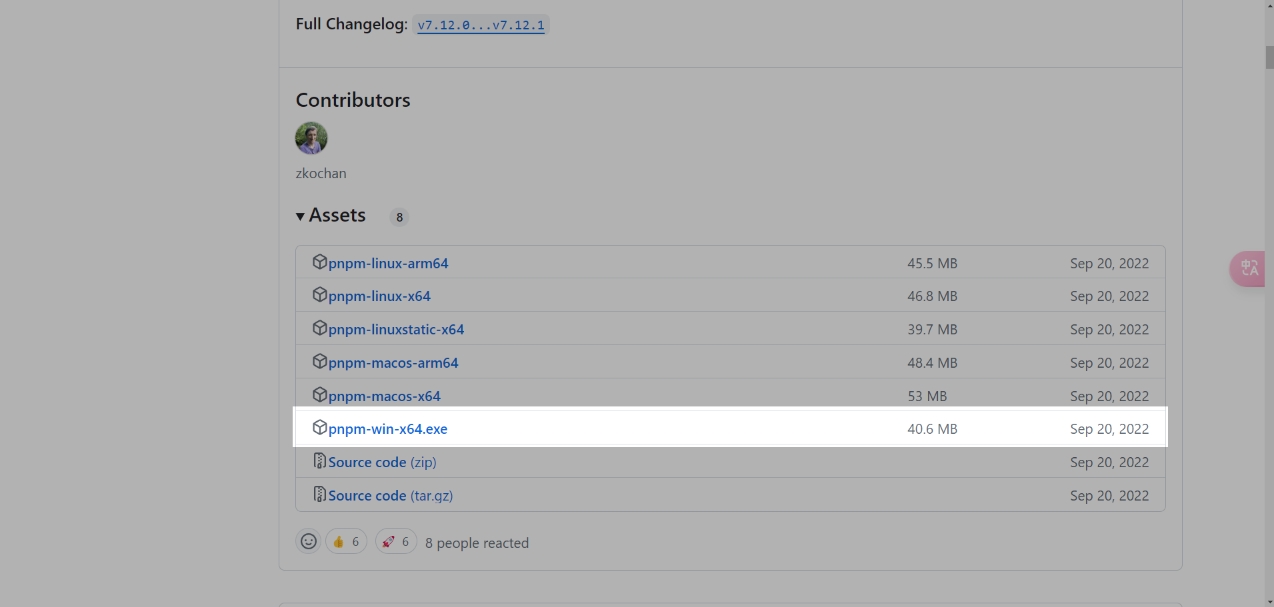 Full Changelog: v7.12.0...v7.12.1
Contributors
zkochan
Assets 8
pnpm-linux-arm64 45.5 MB Sep 20, 2022
pnpm-linux-x64 46.8 MB Sep 20, 2022
pnpm-linuxstatic-x64 39.7 MB Sep 20, 2022
pnpm-macos-arm64 48.4 MB Sep 20, 2022
pnpm-macos-x64 53 MB Sep 20, 2022
pnpm-win-x64.exe 40.6 MB Sep 20, 2022
Source code (zip) Sep 20, 2022
Source code (tar.gz) Sep 20, 2022
6 6 8 people reacted
中A